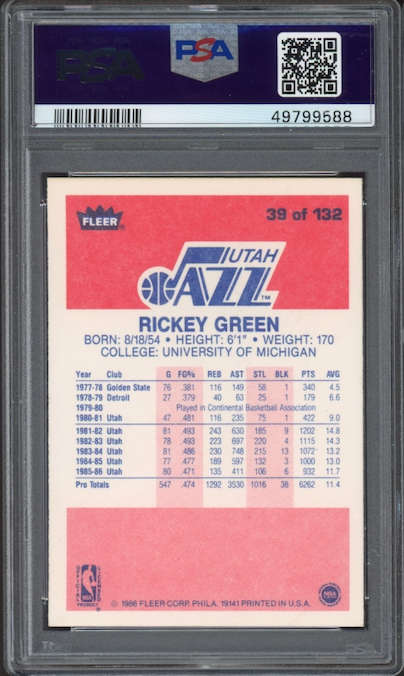 PSA
PSA
49799588
FLEER
39 of 132
UTAH
JAZZ
TM
RICKEY GREEN
BORN: 8/18/54 • HEIGHT: 6'1" • WEIGHT: 170
COLLEGE: UNIVERSITY OF MICHIGAN
Year Club G FG% REB AST STL BLK PTS AVG
1977-78 Golden State 76 .381 116 149 58 1 340 4.5
1978-79 Detroit 27 .379 40 63 25 1 179 6.6
1979-80 Played in Continental Basketball Association
1980-81 Utah 47 .481 116 235 75 1 422 9.0
1981-82 Utah 81 .493 243 630 185 9 1202 14.8
1982-83 Utah 78 .493 223 697 220 4 1115 14.3
1983-84 Utah 81 .486 230 748 215 13 1072 13.2
1984-85 Utah 77 .477 189 597 132 3 1000 13.0
1985-86 Utah 80 .471 135 411 106 6 932 11.7
Pro Totals 547 .474 1292 3530 1016 38 6262 11.4
OFFICIAL LICENSED
NBA
PRODUCT
© 1986 FLEER CORP. PHILA. 19141 PRINTED IN U.S.A.
NBA